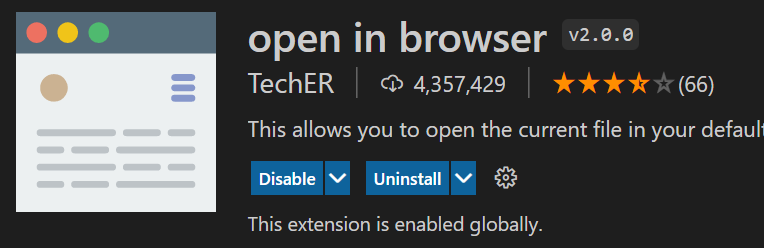 open in browser v2.0.0
TechER 4,357,429 (66)
This allows you to open the current file in your default
Disable Uninstall
This extension is enabled globally.